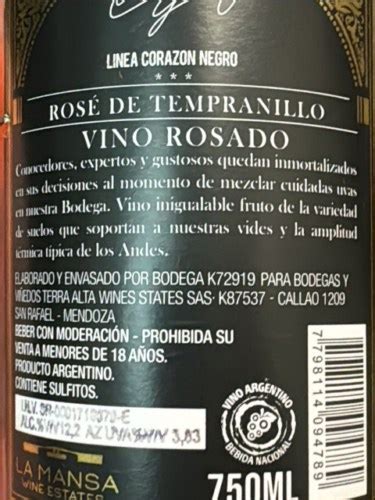 LINEA CORAZON NEGRO
***
ROSÉ DE TEMPRANILLO
VINO ROSADO
Conocedores, expertos y gustosos quedan inmortalizados
en sus decisiones al momento de mezclar cuidadas uvas
en nuestra Bodega. Vino inigualable fruto de la variedad
de suelos que soportan a nuestras vides y la amplitud
térmica típica de los Andes.
ELABORADO Y ENVASADO POR BODEGA K72919 PARA BODEGAS Y
VIÑEDOS TERRA ALTA WINES STATES SAS· K87537 - CALLAO 1209
SAN RAFAEL - MENDOZA
BEBER CON MODERACIÓN - PROHIBIDA SU
VENTA A MENORES DE 18 AÑOS.
PRODUCTO ARGENTINO.
CONTIENE SULFITOS.
VINO ARGENTINO
BEBIDA NACIONAL
7 798114 094789
LA MANSA
WINE ESTATES
750ML